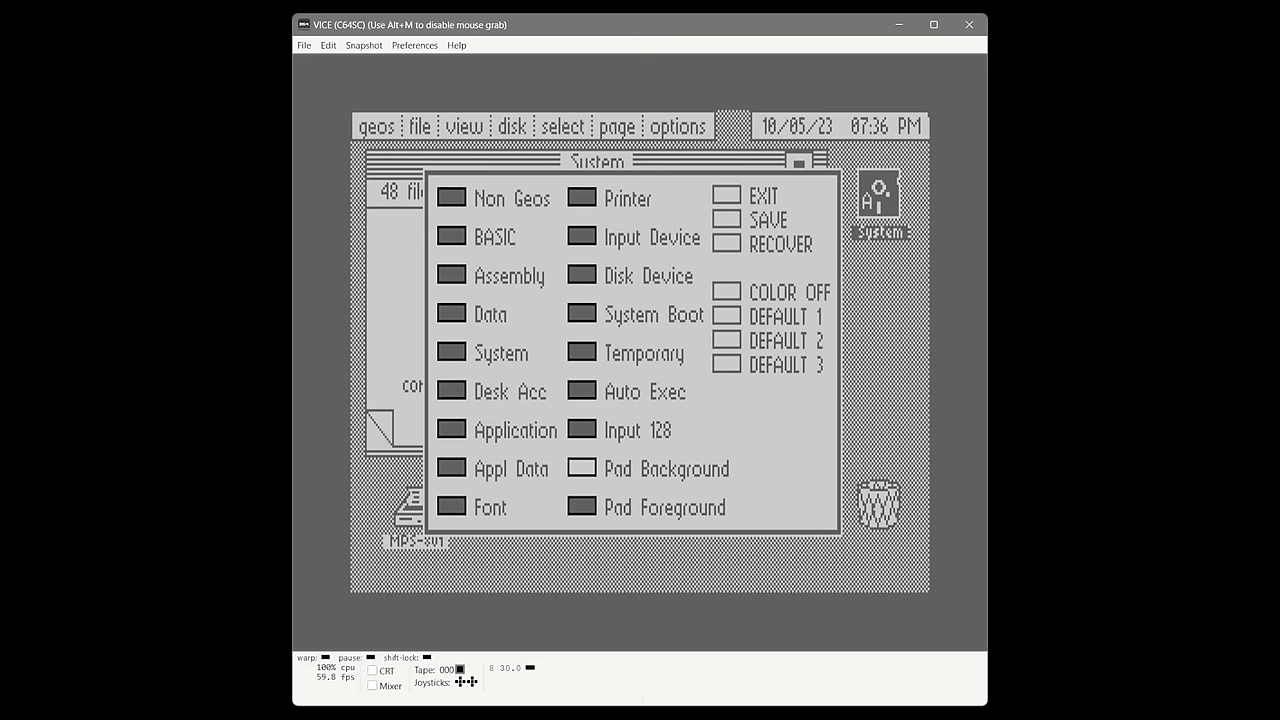 VICE (C64SC) (Use Alt+M to disable mouse grab)
File Edit Snapshot Preferences Help
geos file view disk select page options 10/05/23 07:36 PM
System
48 fil
Non Geos Printer EXIT
SAVE
BASIC Input Device RECOVER
Assembly Disk Device COLOR OFF
Data System Boot DEFAULT 1
DEFAULT 2
System Temporary DEFAULT 3
Desk Acc Auto Exec
Application Input 128
Appl Data Pad Background
Font Pad Foreground
System
MPS-801
warp: pause: shift-lock:
100% cpu CRT Tape: 000 8 30.0
59.8 fps Mixer Joysticks: